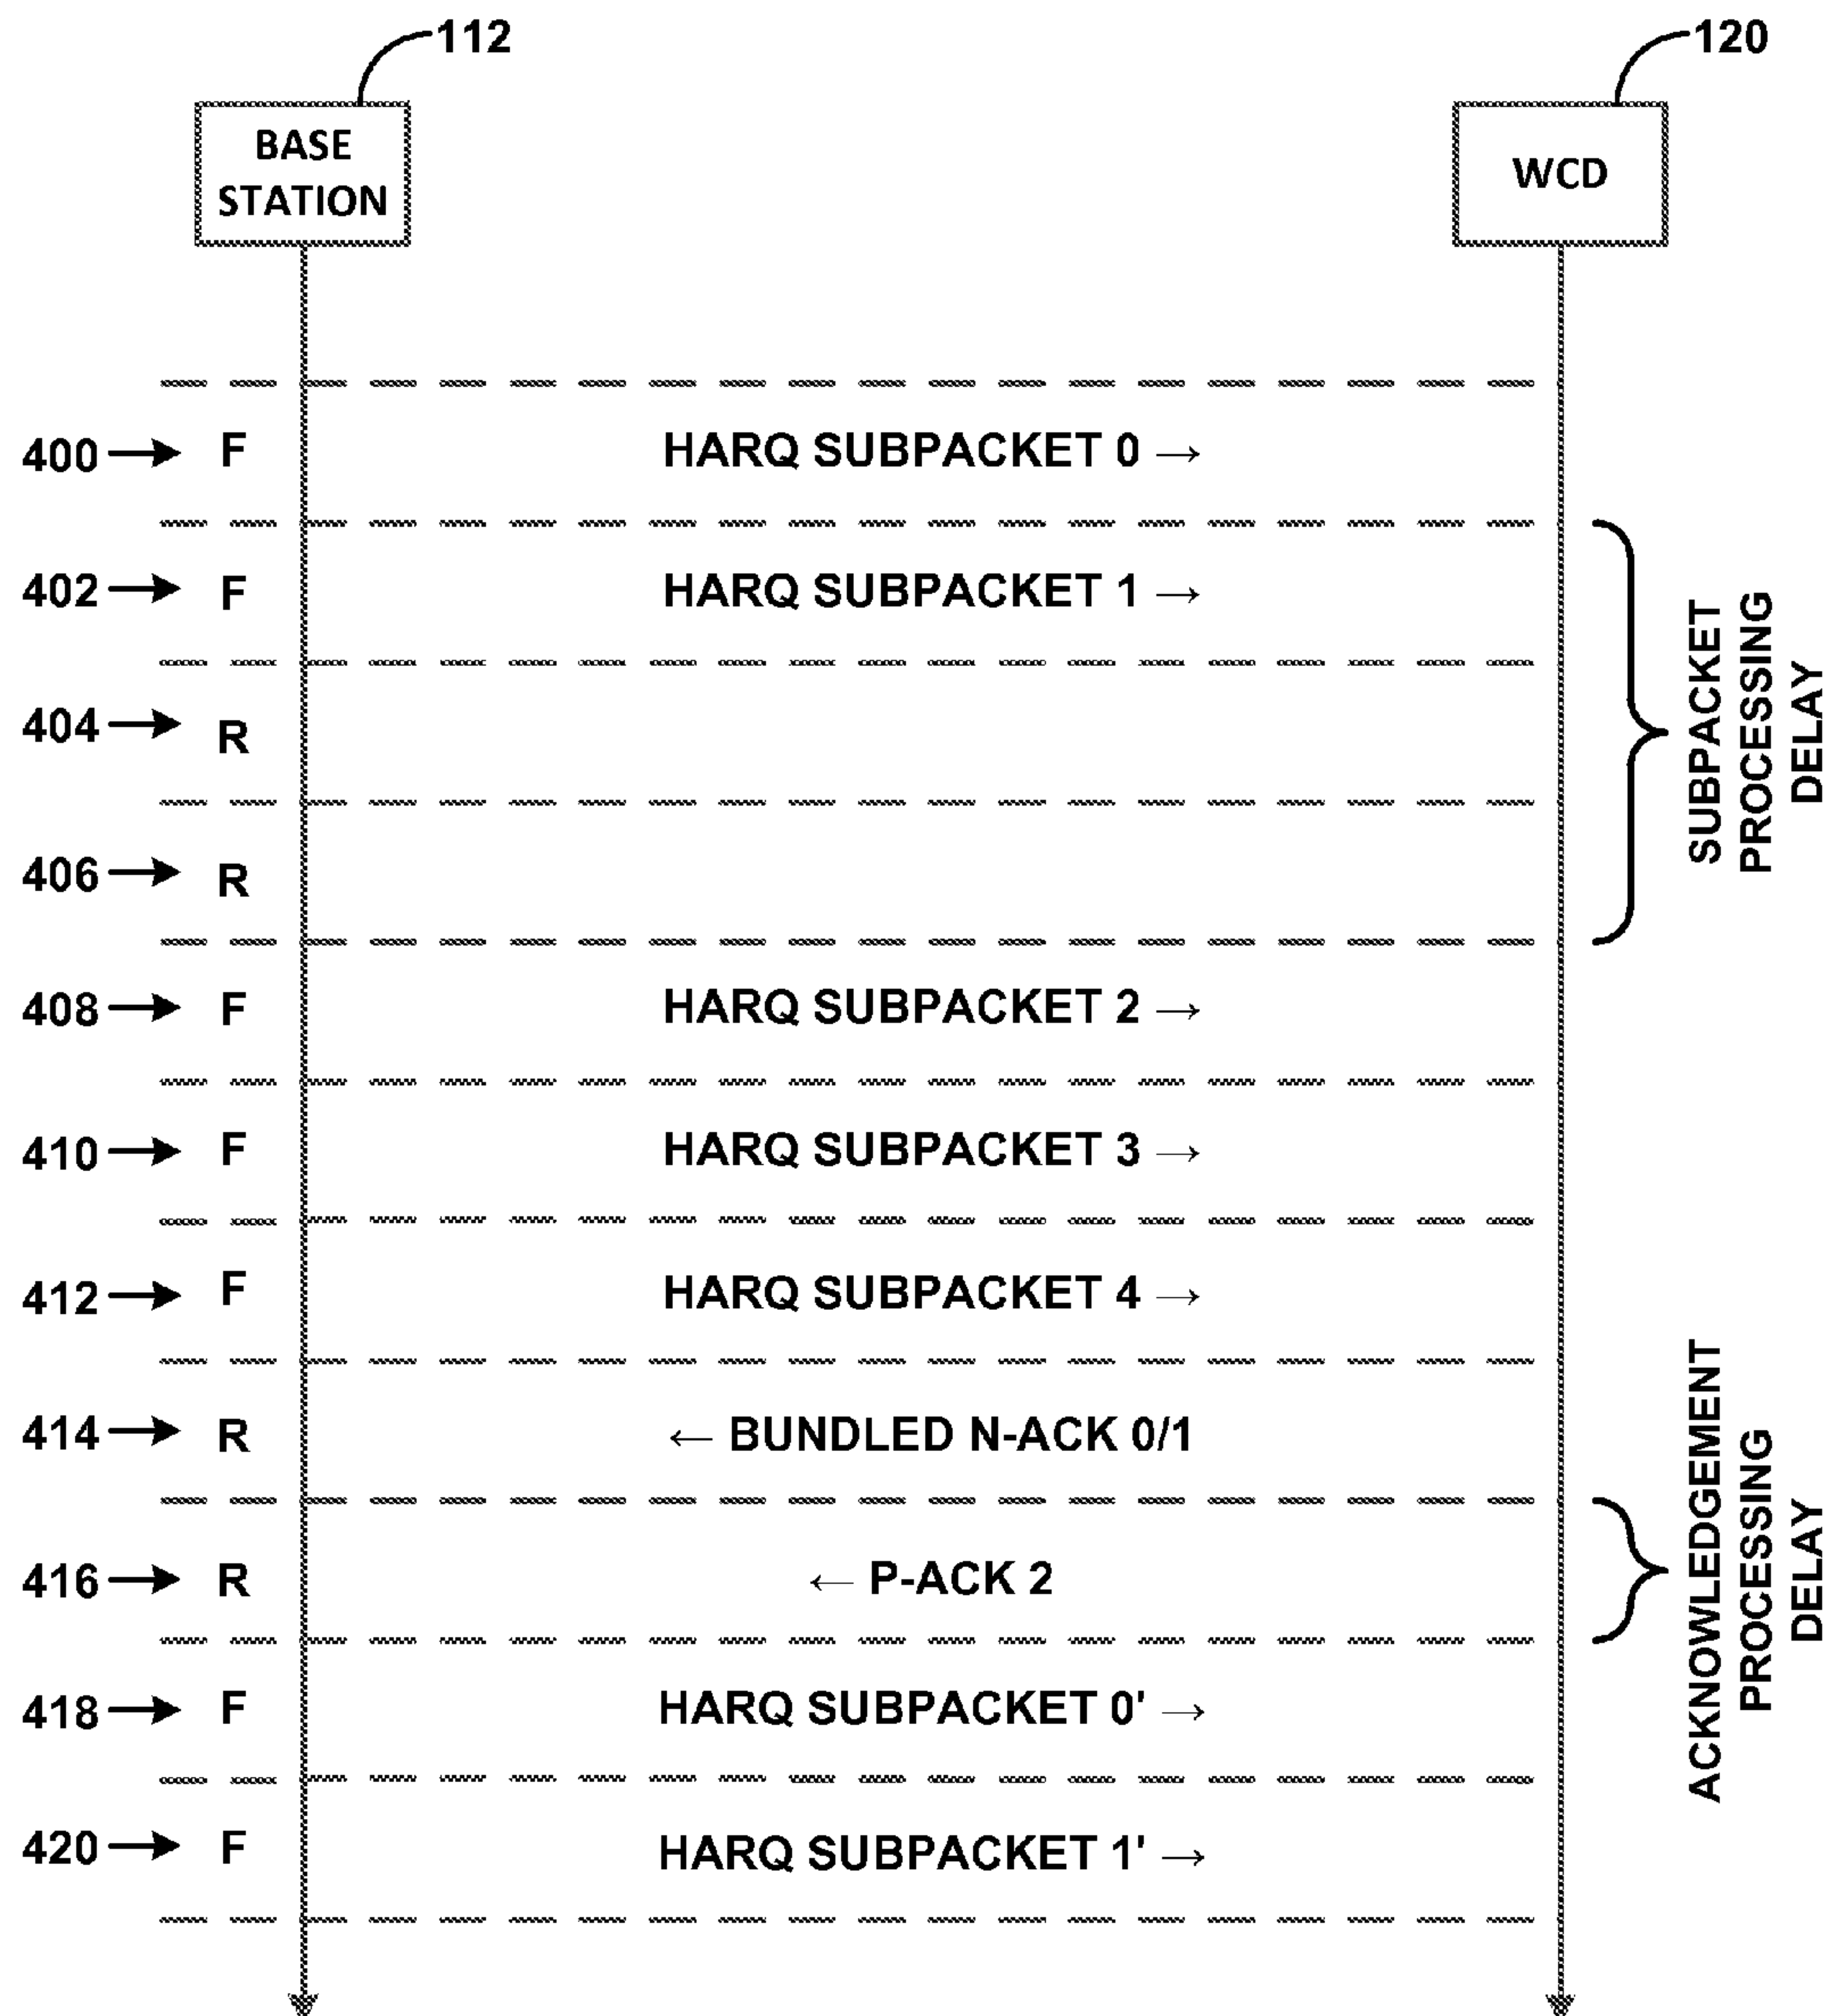 112
120
BASE
STATION
WCD
400 → F HARQ SUBPACKET 0 →
402 → F HARQ SUBPACKET 1 →
404 → R
406 → R
SUBPACKET
PROCESSING
DELAY
408 → F HARQ SUBPACKET 2 →
410 → F HARQ SUBPACKET 3 →
412 → F HARQ SUBPACKET 4 →
414 → R ← BUNDLED N-ACK 0/1
416 → R ← P-ACK 2
ACKNOWLEDGEMENT
PROCESSING
DELAY
418 → F HARQ SUBPACKET 0' →
420 → F HARQ SUBPACKET 1' →